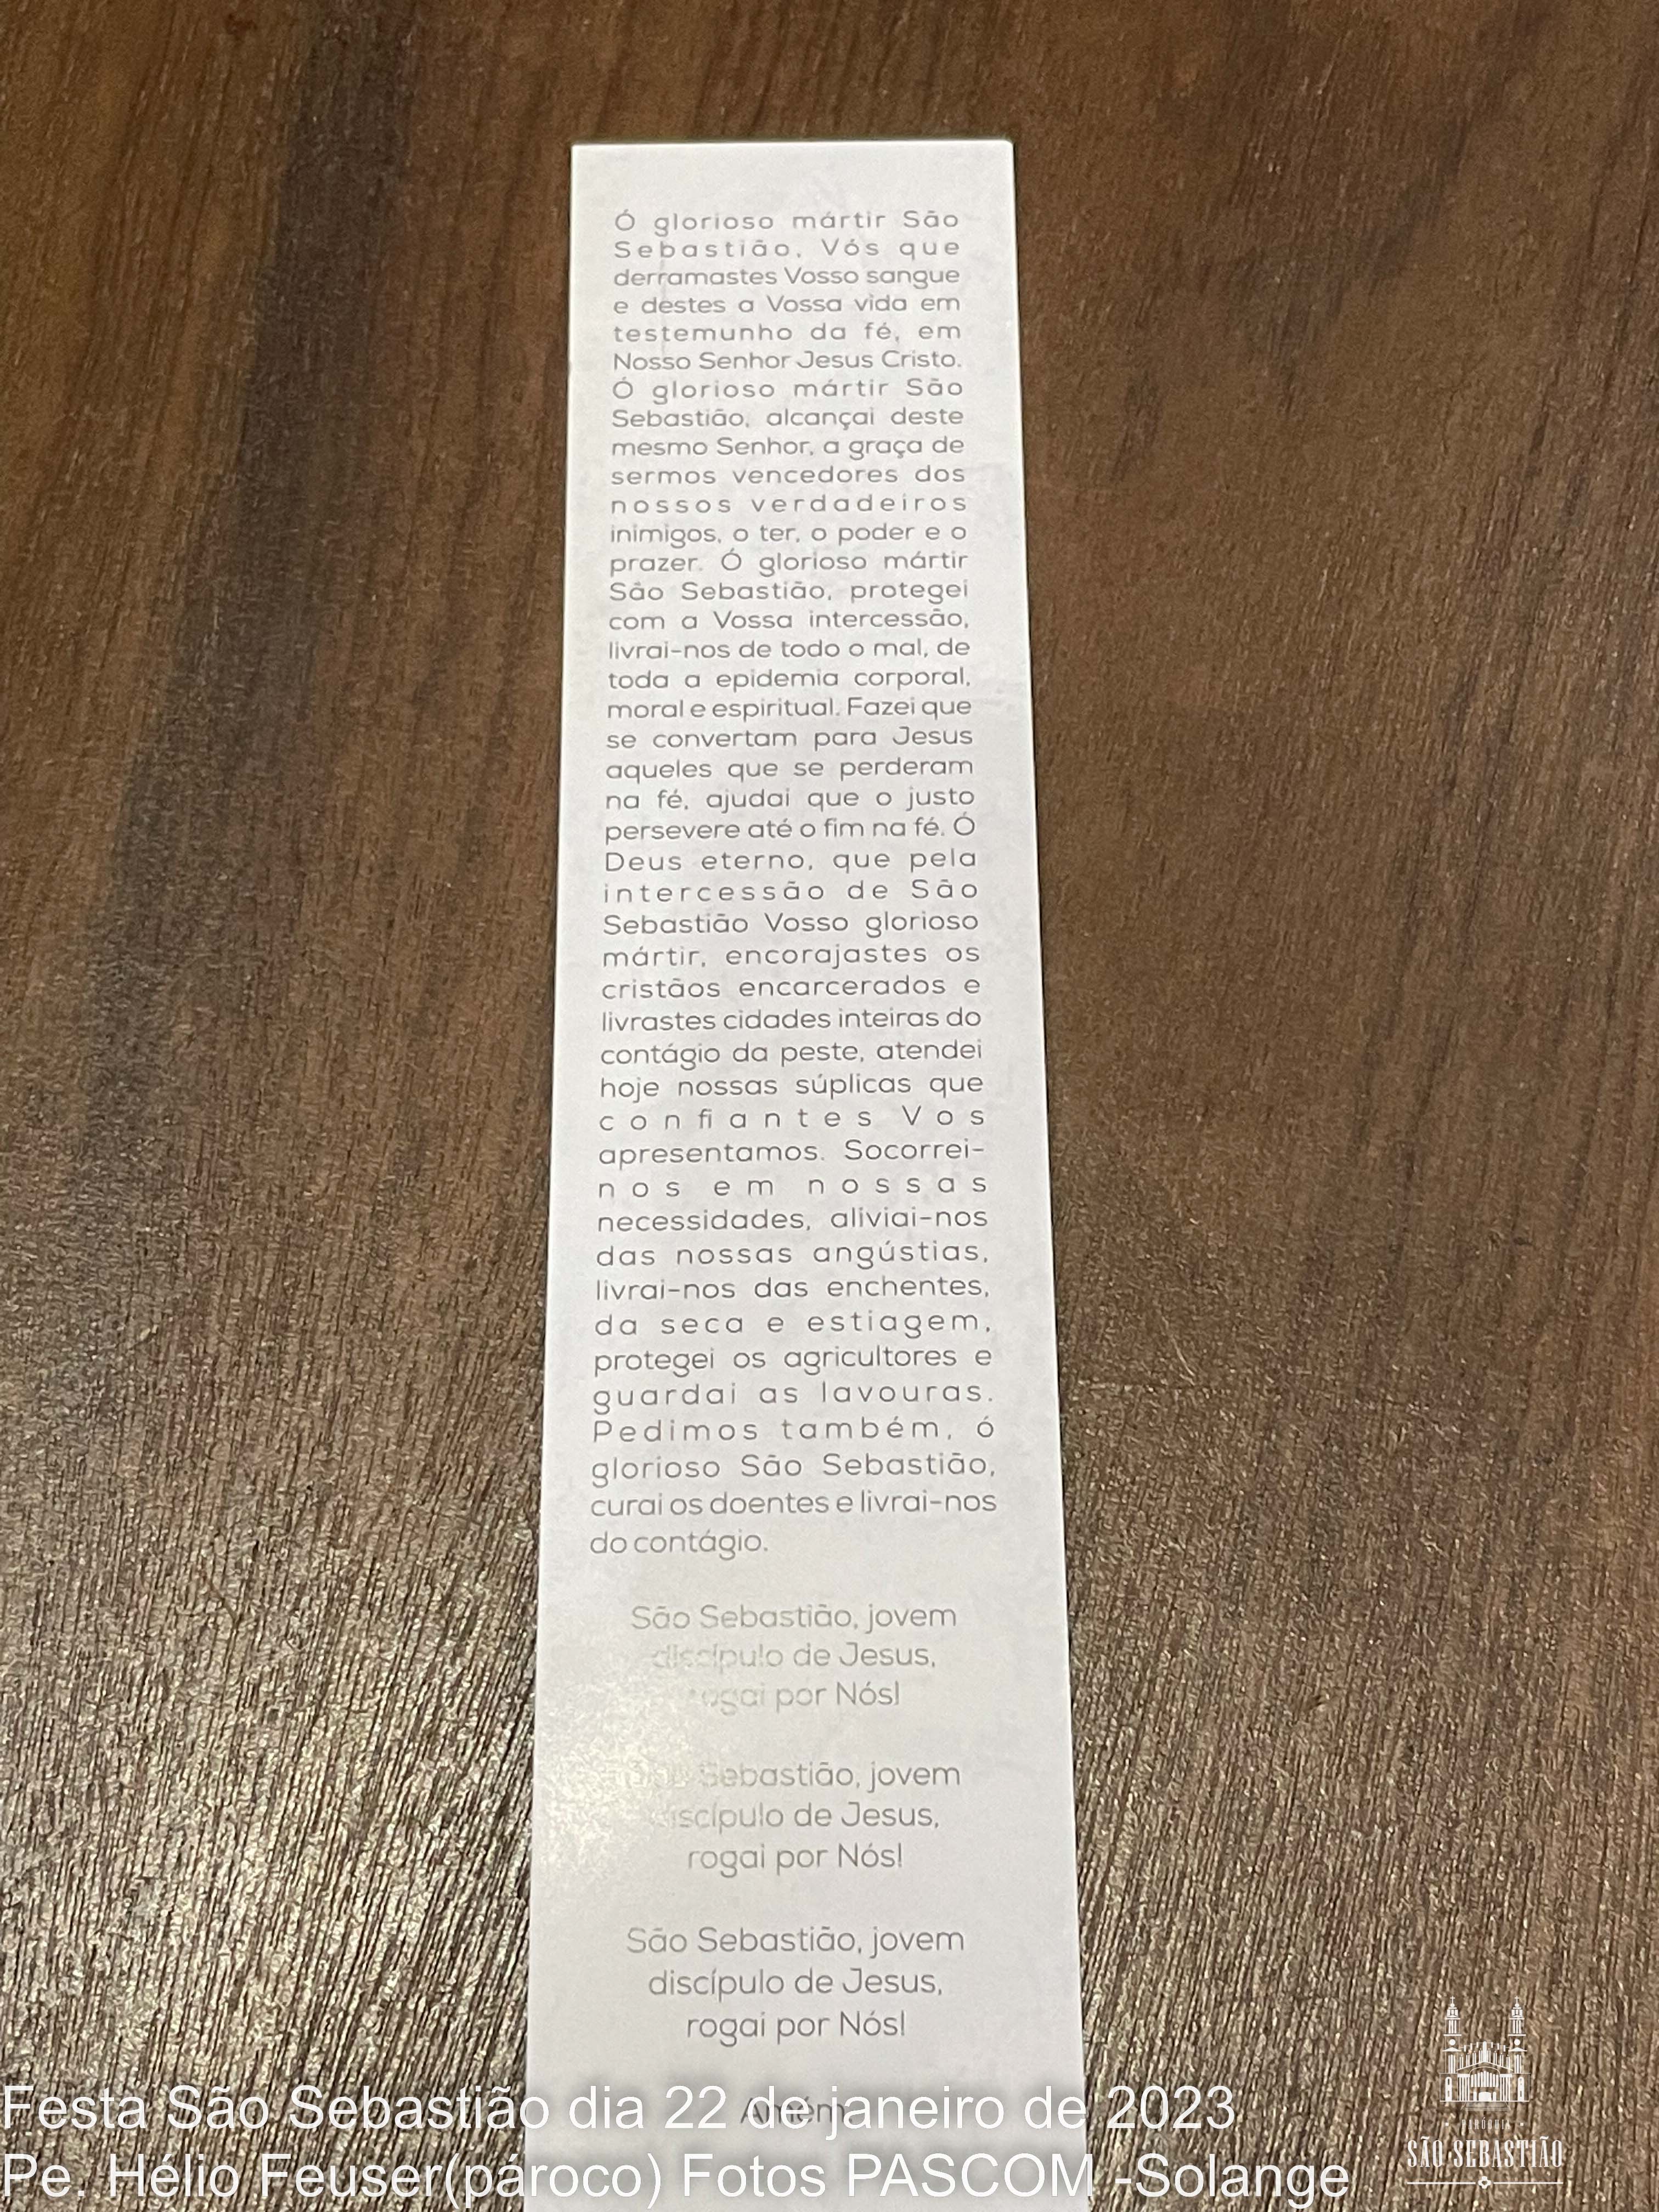 Ó glorioso mártir São
Sebastião, Vós que
derramastes Vosso sangue
e destes a Vossa vida em
testemunho da fé, em
Nosso Senhor Jesus Cristo.
Ó glorioso mártir São
Sebastião, alcançai deste
mesmo Senhor, a graça de
sermos vencedores dos
nossos verdadeiros
inimigos, o ter, o poder e o
prazer. Ó glorioso mártir
São Sebastião, protegei
com a Vossa intercessão,
livrai-nos de todo o mal, de
toda a epidemia corporal,
moral e espiritual. Fazei que
se convertam para Jesus
aqueles que se perderam
na fé, ajudai que o justo
persevere até o fim na fé. Ó
Deus eterno, que pela
intercessão de São
Sebastião Vosso glorioso
mártir, encorajastes os
cristãos encarcerados e
livrastes cidades inteiras do
contágio da peste, atendei
hoje nossas súplicas que
confiantes Vos
apresentamos. Socorrei-
nos em nossas
necessidades, aliviai-nos
das nossas angústias,
livrai-nos das enchentes,
da seca e estiagem,
protegei os agricultores e
guardai as lavouras.
Pedimos também, ó
glorioso São Sebastião,
curai os doentes e livrai-nos
do contágio.
São Sebastião, jovem
discípulo de Jesus,
rogai por Nós!
Sebastião, jovem
discípulo de Jesus,
rogai por Nós!
São Sebastião, jovem
discípulo de Jesus,
rogai por Nós!
Amém
Festa São Sebastião dia 22 de janeiro de 2023
Pe. Hélio Feuser(pároco) Fotos PASCOM -Solange
PARÓQUIA
SÃO SEBASTIÃO